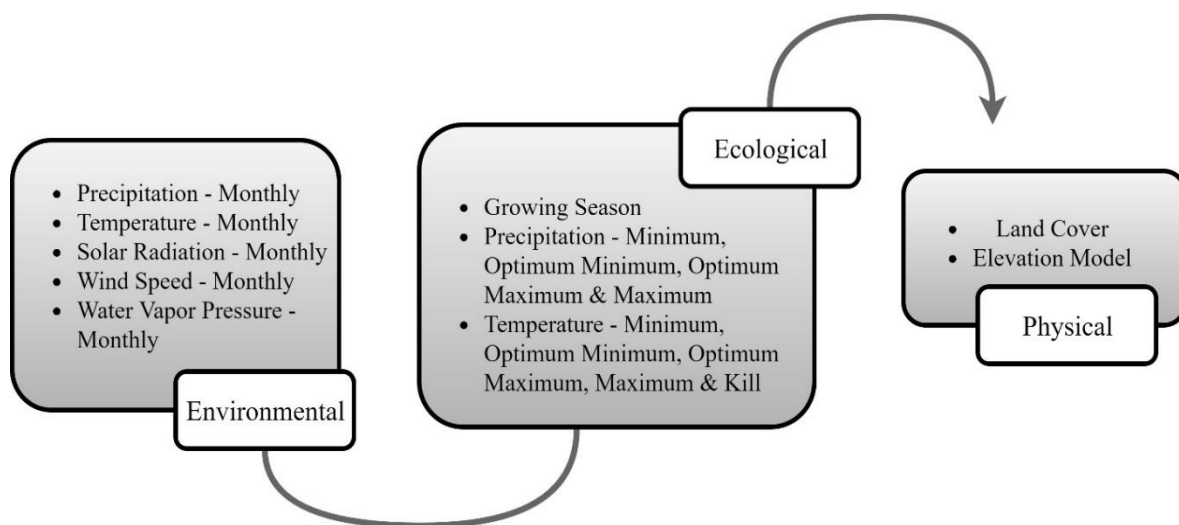 • Precipitation - Monthly
• Temperature - Monthly
• Solar Radiation - Monthly
• Wind Speed - Monthly
• Water Vapor Pressure -
Monthly
Environmental
Ecological
• Growing Season
• Precipitation - Minimum,
Optimum Minimum, Optimum
Maximum & Maximum
• Temperature - Minimum,
Optimum Minimum, Optimum
Maximum, Maximum & Kill
• Land Cover
• Elevation Model
Physical